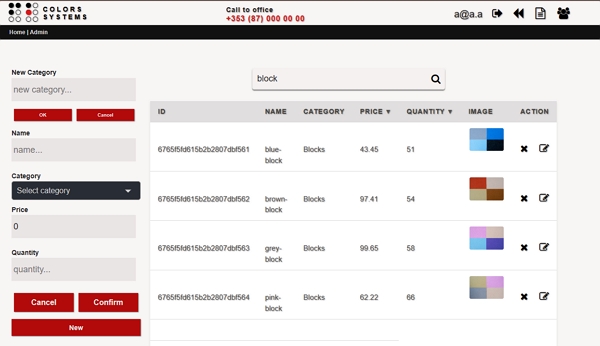 COLORS
SYSTEMS
Call to office
+353 (87) 000 00 00
a@a.a
Home | Admin
New Category
new category...
OK Cancel
Name
name...
Category
Select category
Price
0
Quantity
quantity...
Cancel Confirm
New
block
ID NAME CATEGORY PRICE ▼ QUANTITY ▼ IMAGE ACTION
6765f5fd615b2b2807dbf561 blue-block Blocks 43.45 51
6765f5fd615b2b2807dbf562 brown-block Blocks 97.41 54
6765f5fd615b2b2807dbf563 grey-block Blocks 99.65 58
6765f5fd615b2b2807dbf564 pink-block Blocks 62.22 66